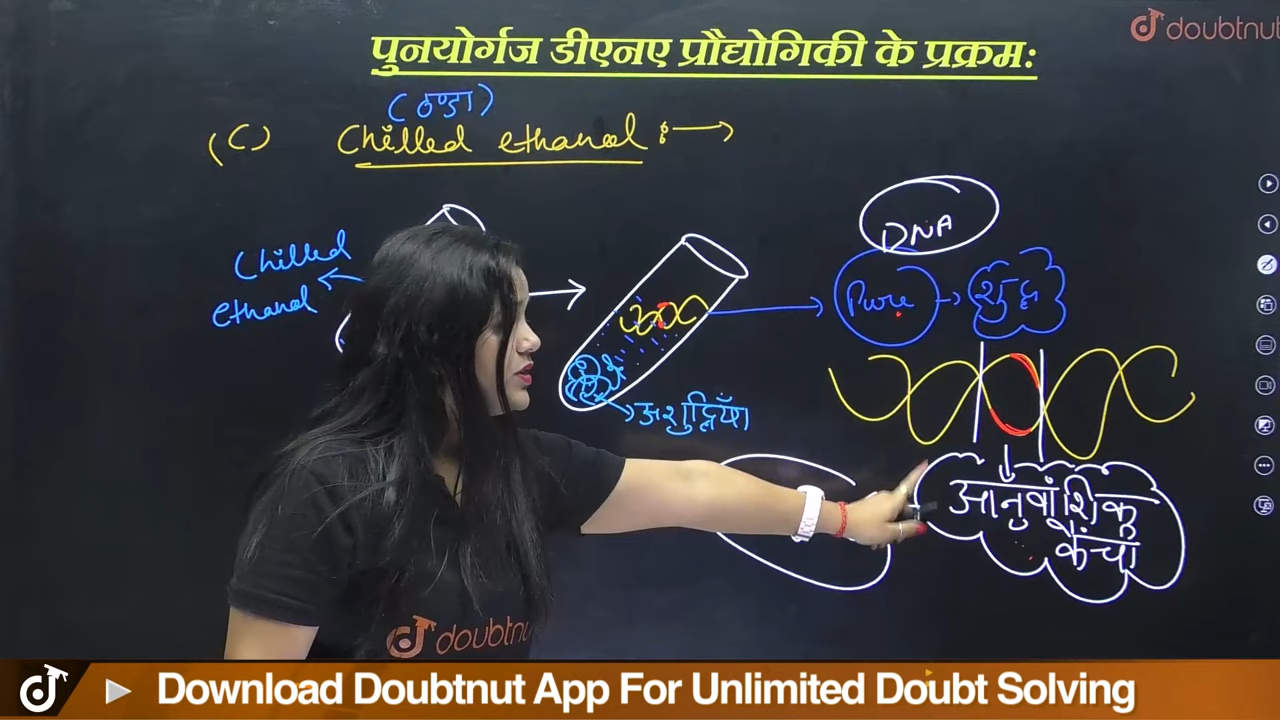 doubtnut
पुनयोर्गज डीएनए प्रौद्योगिकी के प्रक्रम:
(ठण्डा)
(C) Chilled ethanol :→
Chilled
ethanol
DNA
Pure → शुद्ध
अशुद्धियाँ
आनुवांशिक
कैंची
doubtnut
Download Doubtnut App For Unlimited Doubt Solving